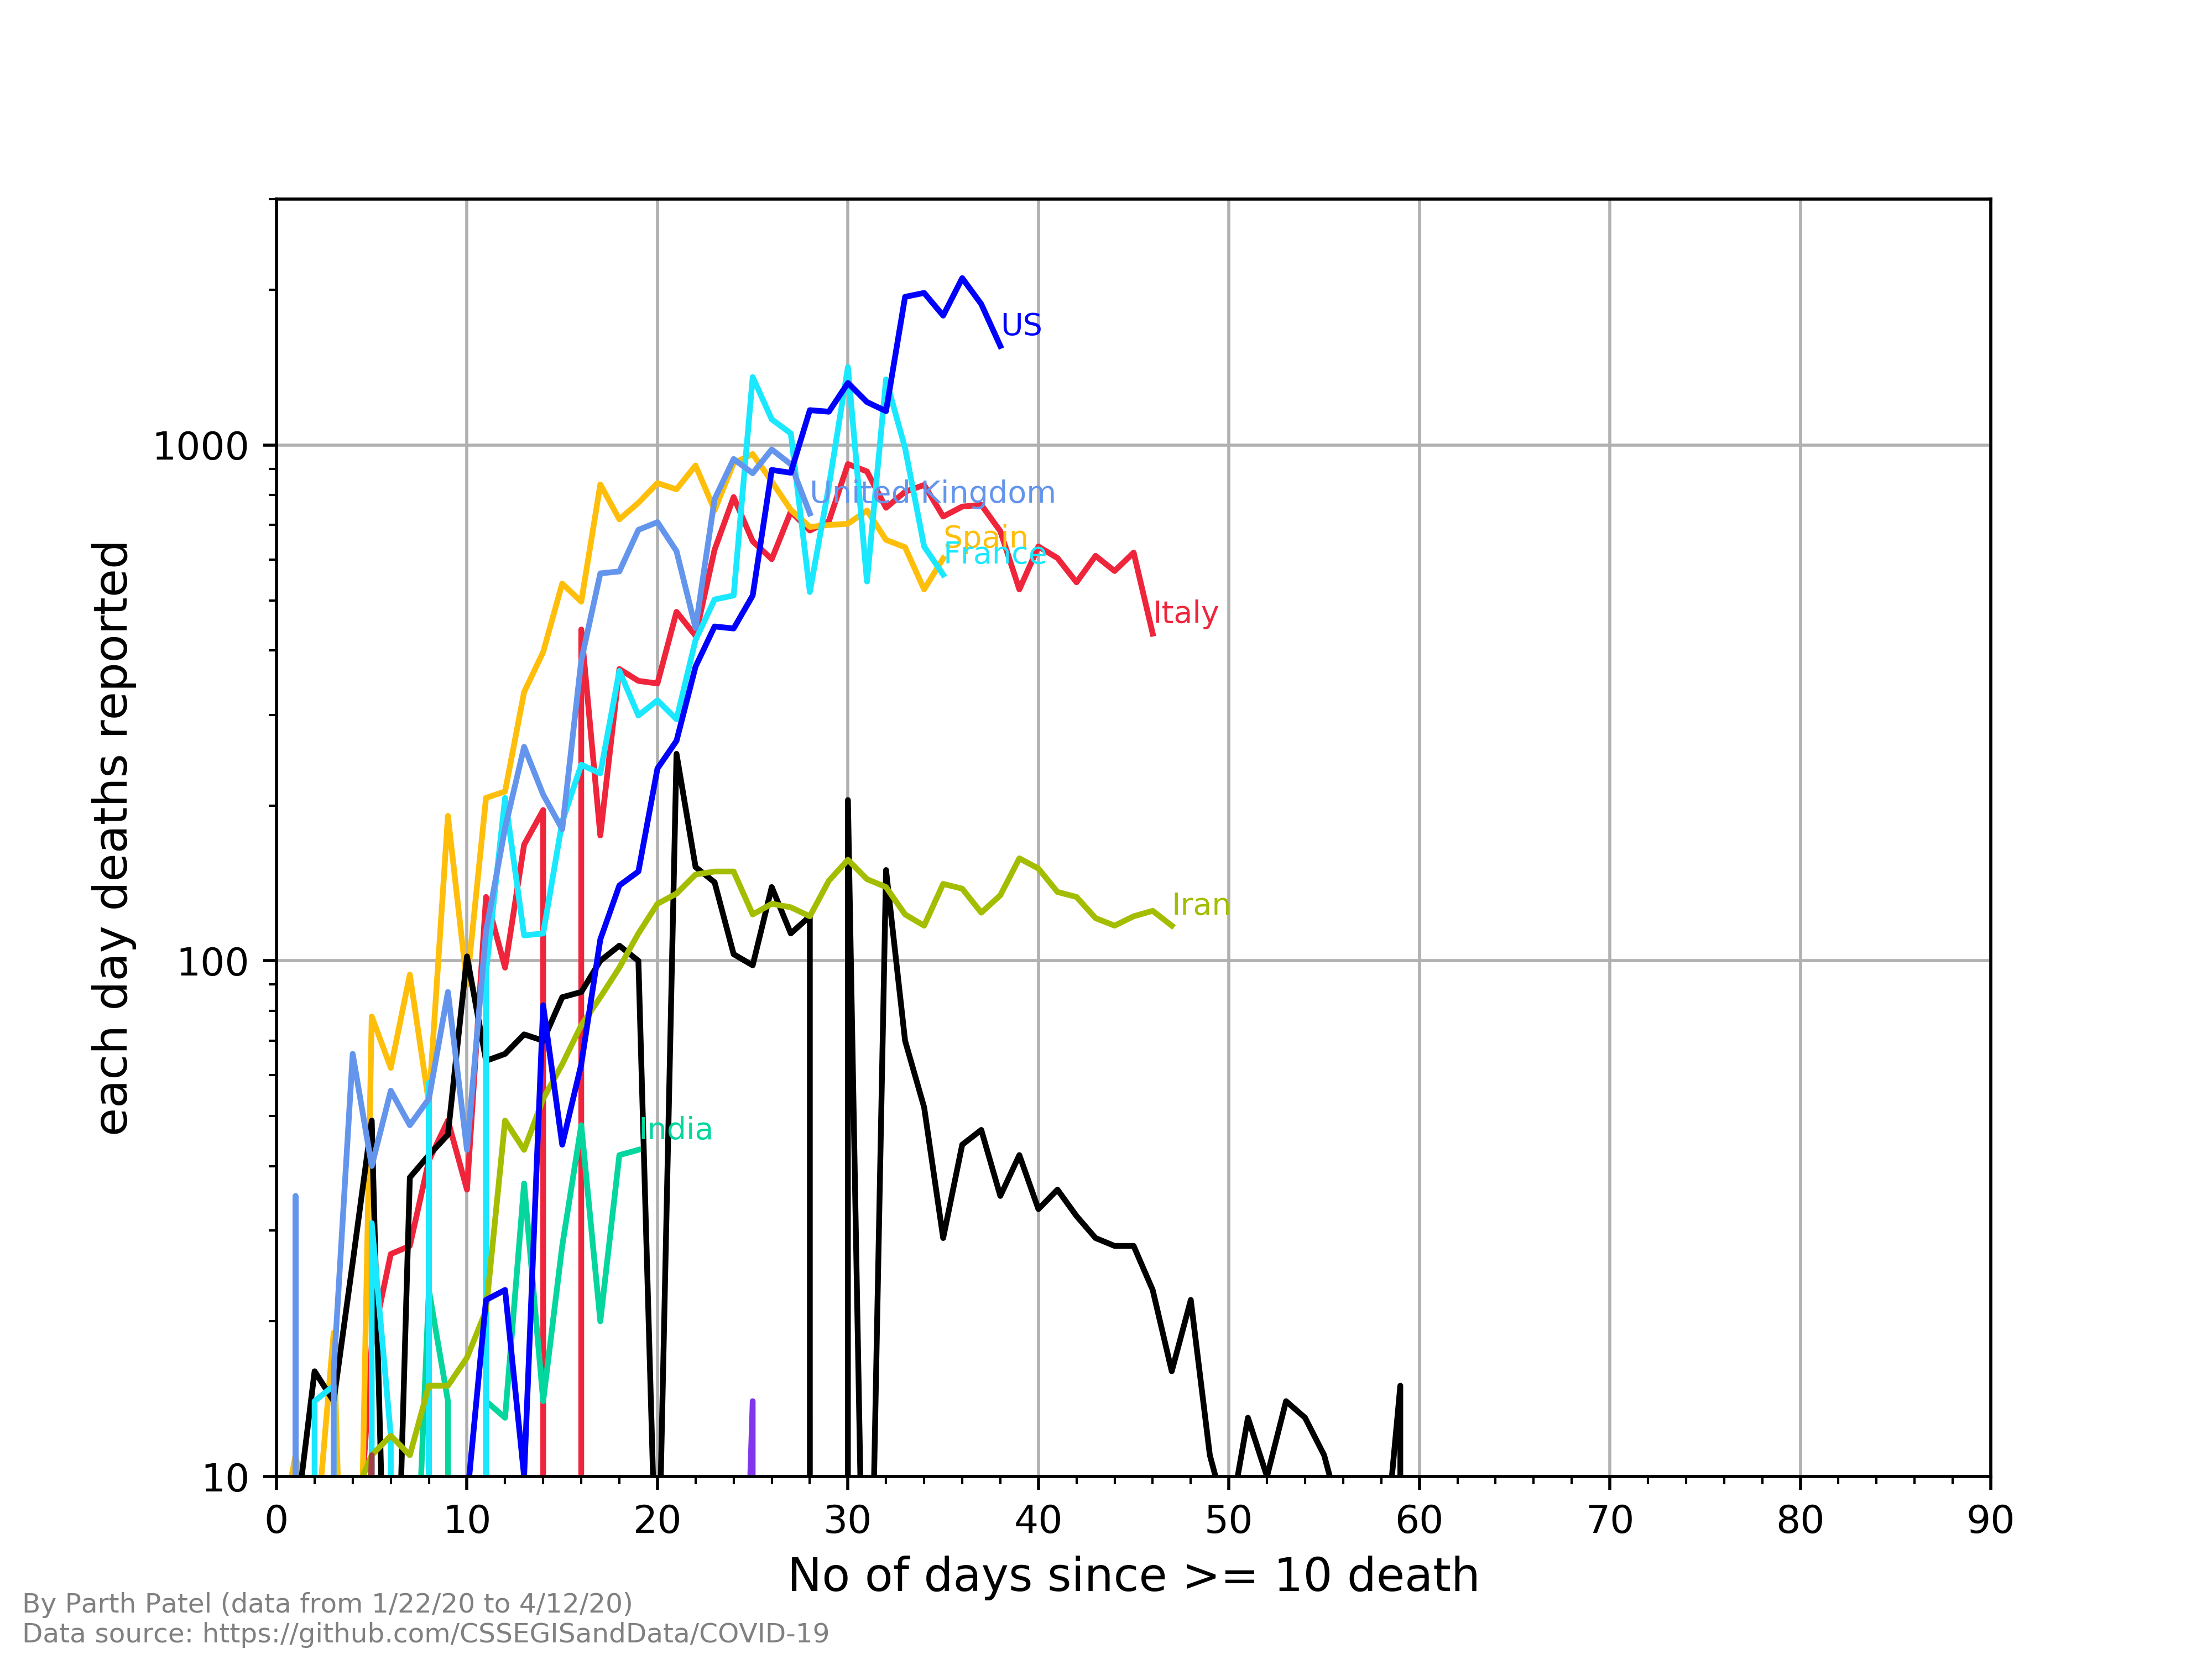 US
1000
United Kingdom
Spain
France
Italy
each day deaths reported
Iran
100
India
10
0 10 20 30 40 50 60 70 80 90
No of days since >= 10 death
By Parth Patel (data from 1/22/20 to 4/12/20)
Data source: https://github.com/CSSEGISandData/COVID-19